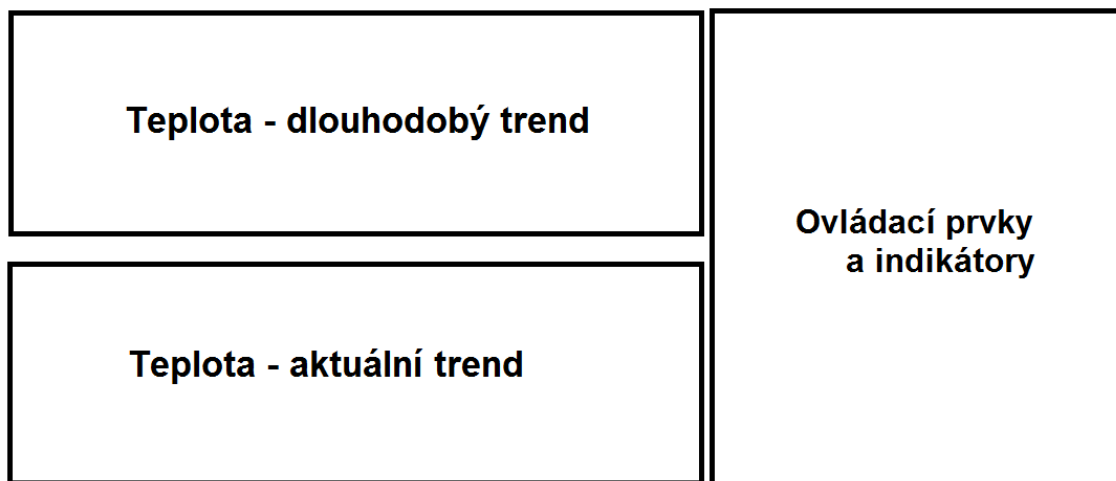 Teplota - dlouhodobý trend
Teplota - aktuální trend
Ovládací prvky
a indikátory